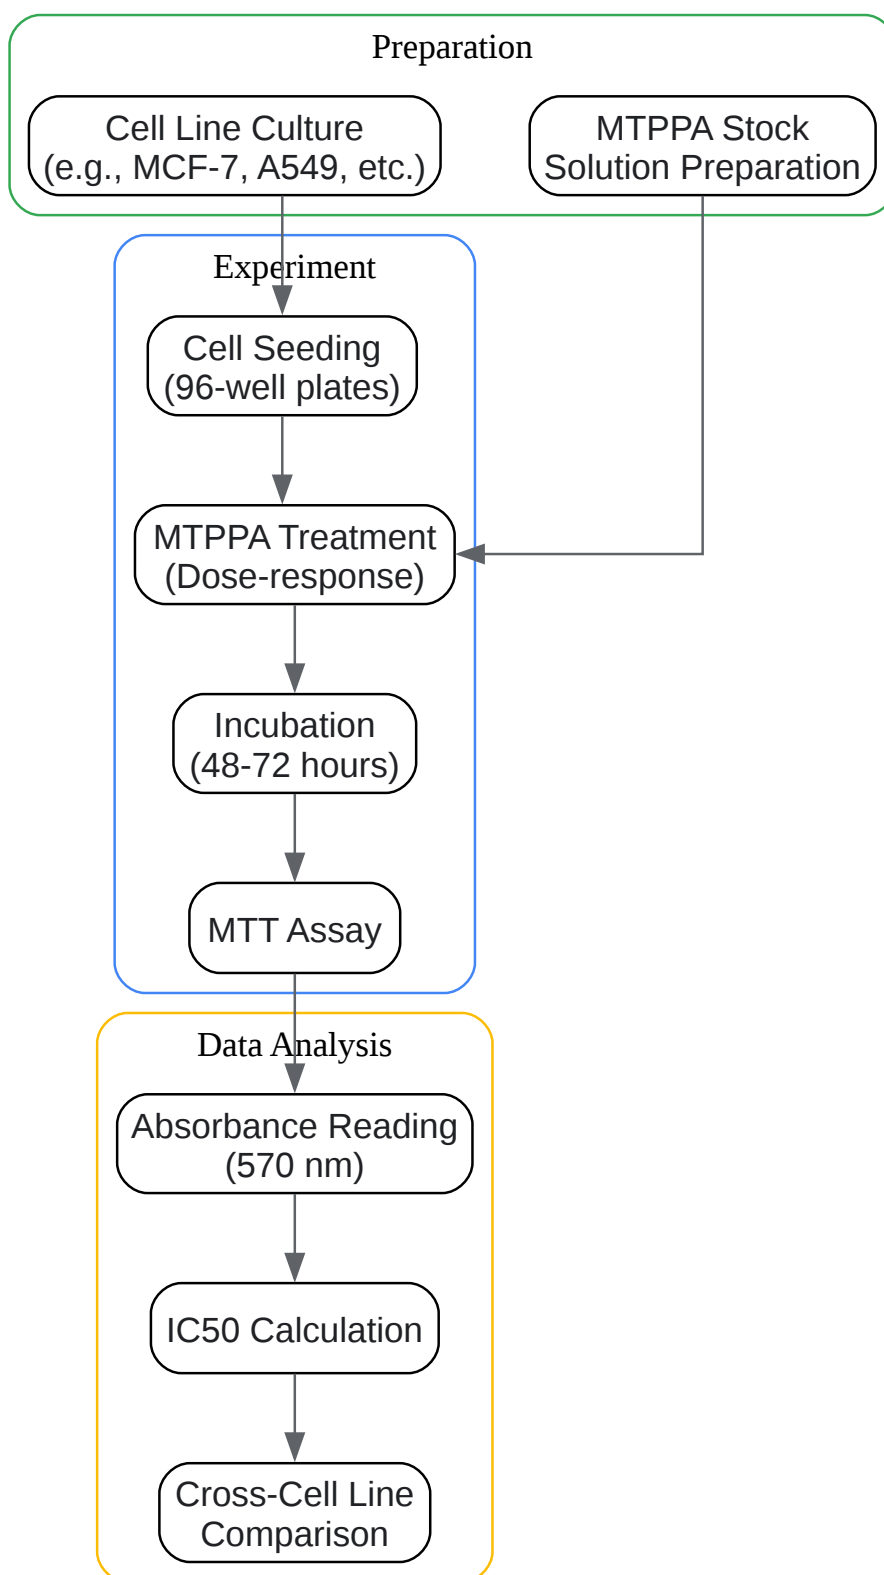 Preparation
Cell Line Culture
(e.g., MCF-7, A549, etc.)
MTPPA Stock
Solution Preparation
Experiment
Cell Seeding
(96-well plates)
MTPPA Treatment
(Dose-response)
Incubation
(48-72 hours)
MTT Assay
Data Analysis
Absorbance Reading
(570 nm)
IC50 Calculation
Cross-Cell Line
Comparison